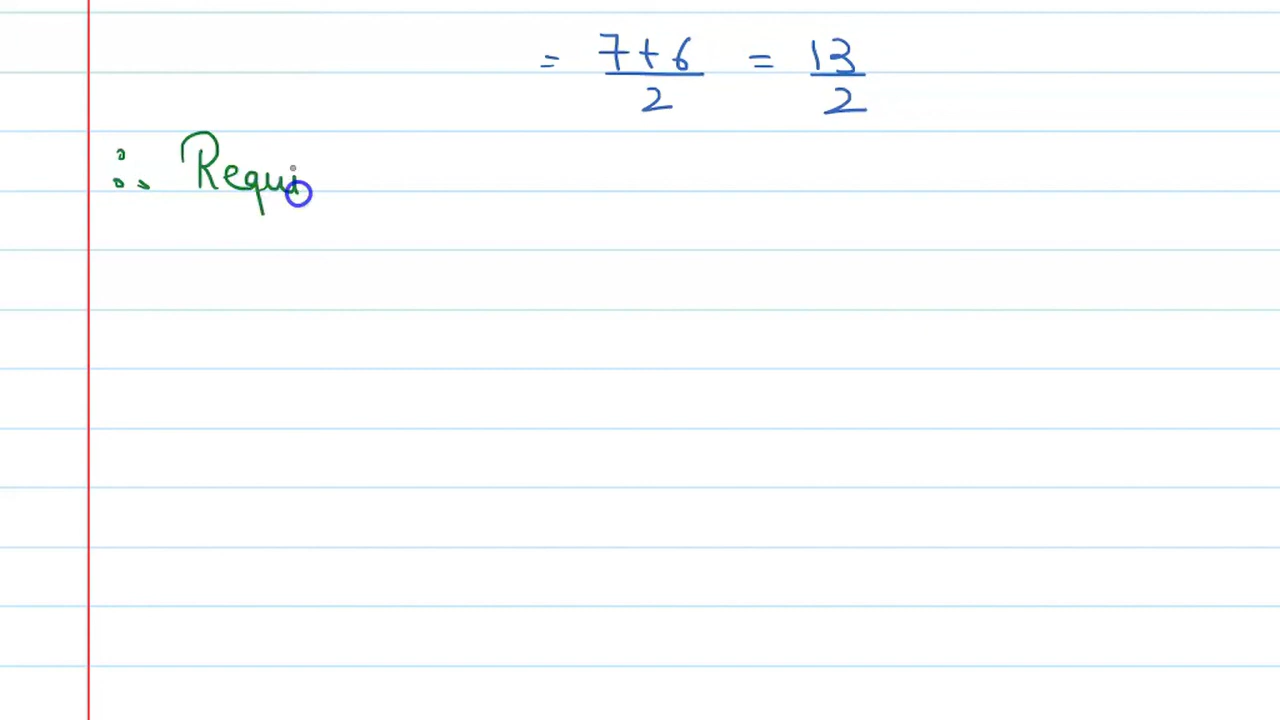 = 7+6/2 = 13/2
∴ Requi